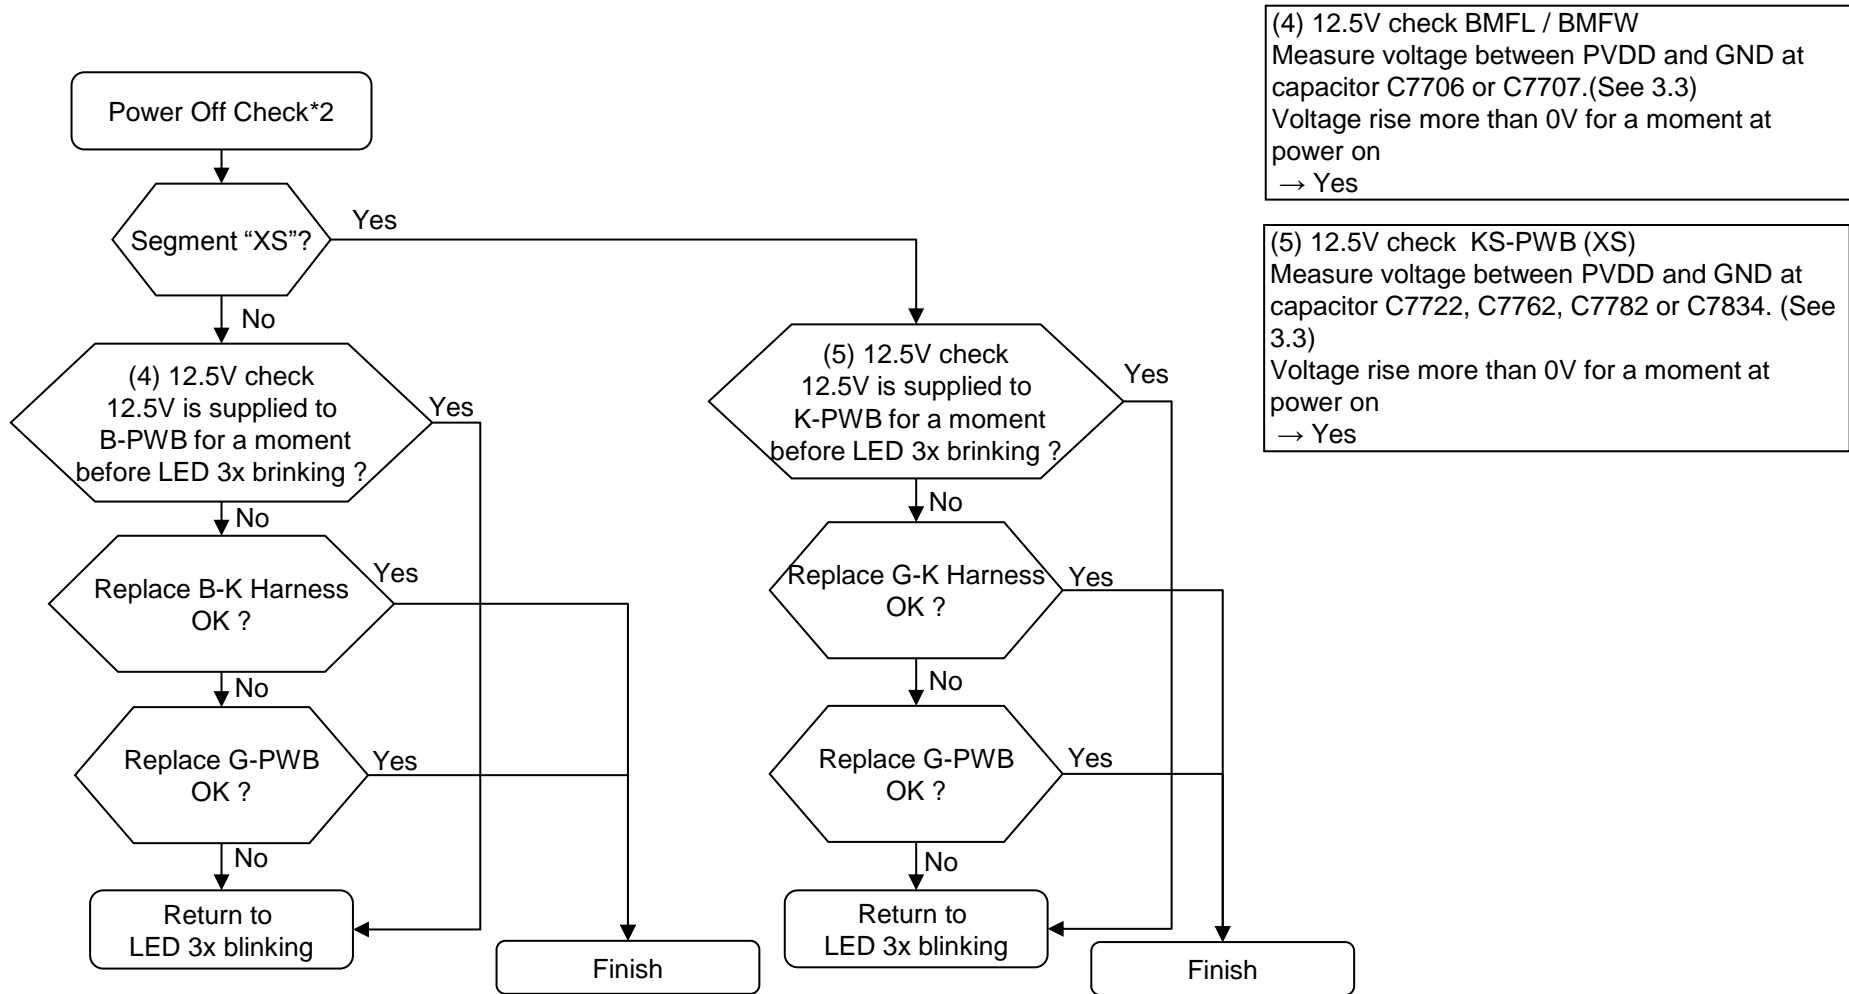 Power Off Check*2
Segment “XS”?
Yes
No
(4) 12.5V check
12.5V is supplied to
B-PWB for a moment
before LED 3x brinking ?
Yes
No
Replace B-K Harness
OK ?
Yes
No
Replace G-PWB
OK ?
Yes
No
Return to
LED 3x blinking
Finish
(5) 12.5V check
12.5V is supplied to
K-PWB for a moment
before LED 3x brinking ?
Yes
No
Replace G-K Harness
OK ?
Yes
No
Replace G-PWB
OK ?
Yes
No
Return to
LED 3x blinking
Finish
(4) 12.5V check BMFL / BMFW
Measure voltage between PVDD and GND at
capacitor C7706 or C7707.(See 3.3)
Voltage rise more than 0V for a moment at
power on
→ Yes
(5) 12.5V check  KS-PWB (XS)
Measure voltage between PVDD and GND at
capacitor C7722, C7762, C7782 or C7834. (See
3.3)
Voltage rise more than 0V for a moment at
power on
→ Yes